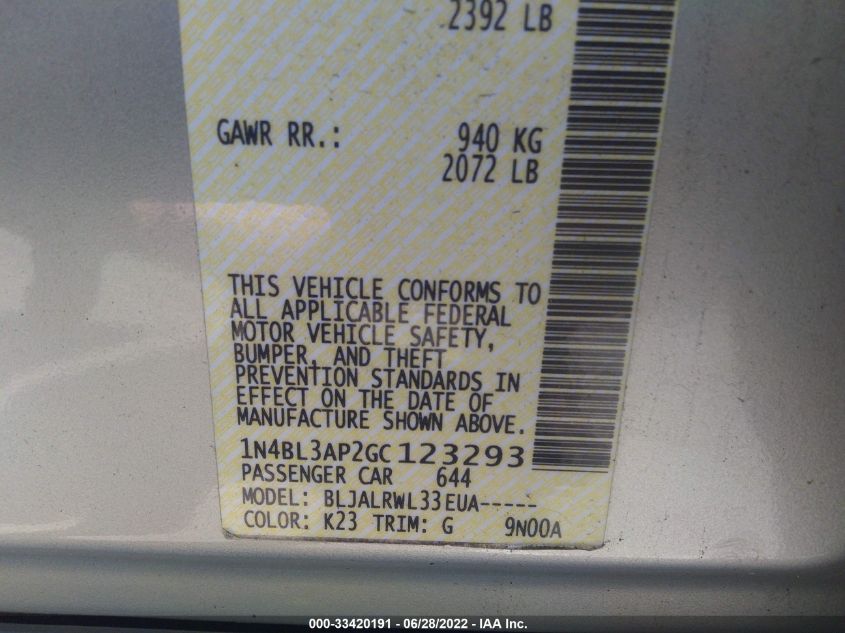 2392 LB
GAWR RR.: 940 KG
2072 LB
THIS VEHICLE CONFORMS TO
ALL APPLICABLE FEDERAL
MOTOR VEHICLE SAFETY,
BUMPER, AND THEFT
PREVENTION STANDARDS IN
EFFECT ON THE DATE OF
MANUFACTURE SHOWN ABOVE.
1N4BL3AP2GC 123293
PASSENGER CAR 644
MODEL: BLJALRWL33EUA-----
COLOR: K23 TRIM: G 9N00A
000-33420191 - 06/28/2022 - IAA Inc.